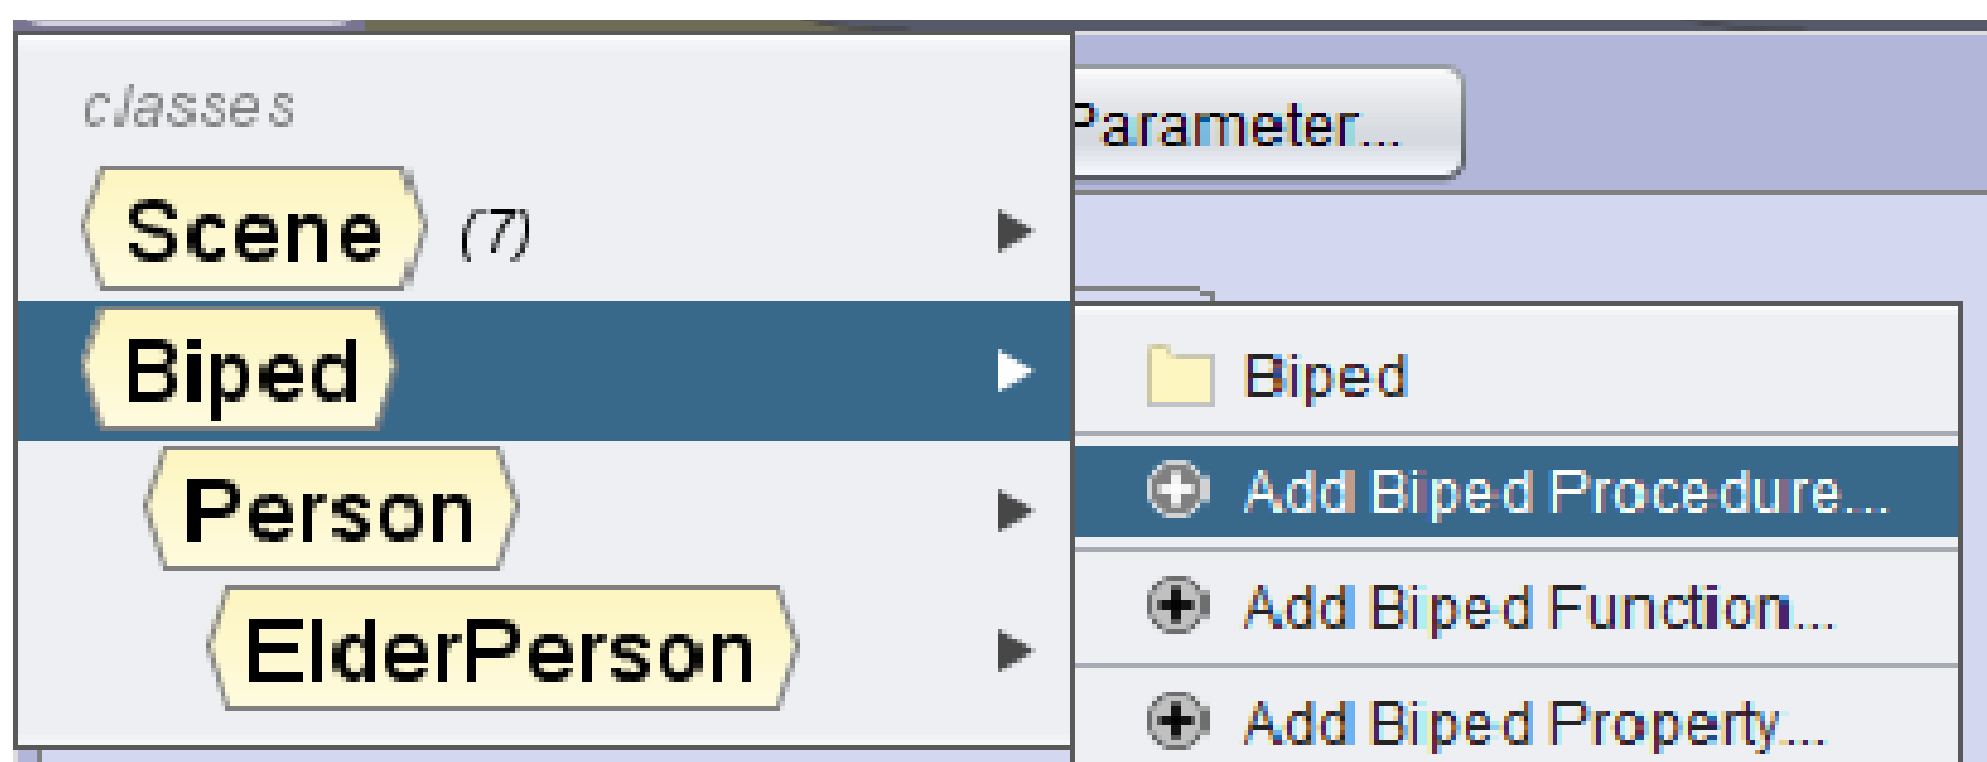 classes
Parameter...
Scene (7)
Biped
Person
ElderPerson
Biped
Add Biped Procedure...
Add Biped Function...
Add Biped Property...